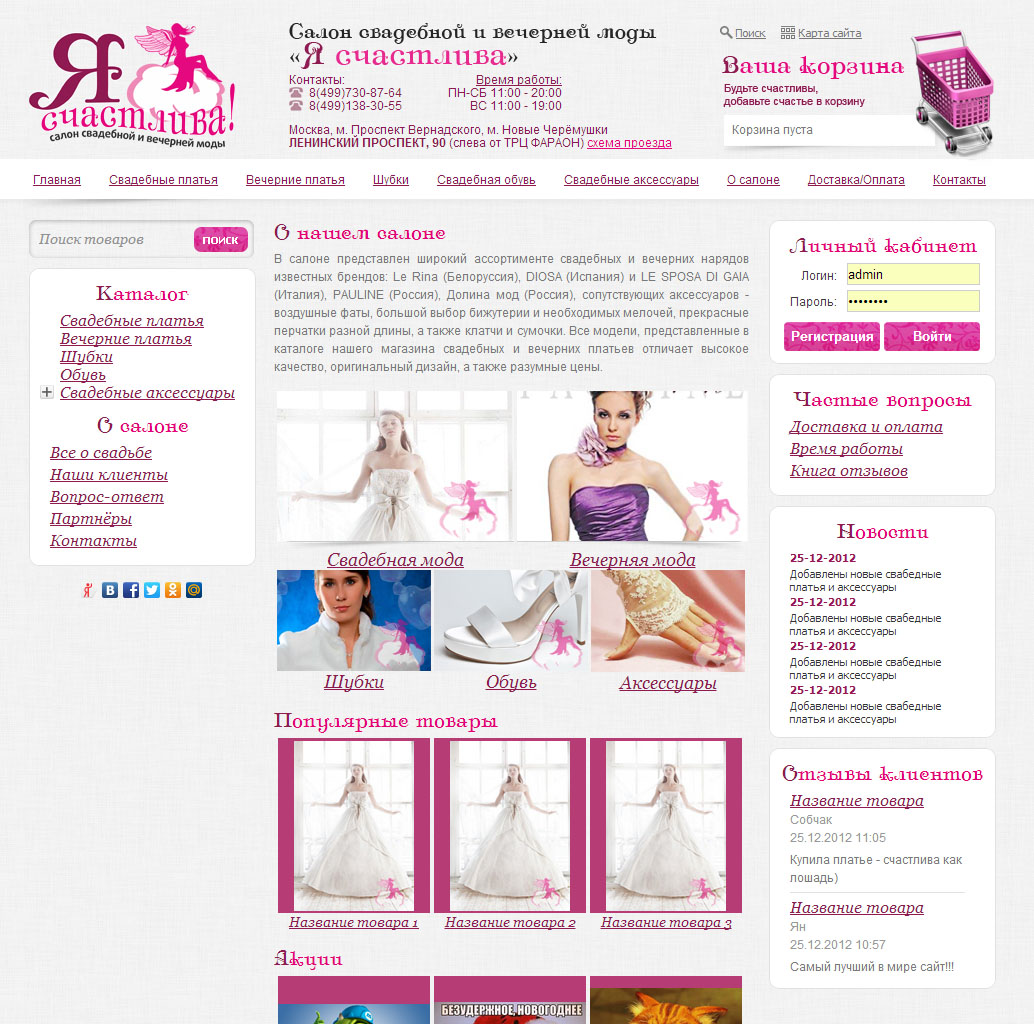 Я
счастлива!
салон свадебной и вечерней моды
Салон свадебной и вечерней моды
«Я счастлива»
Контакты:
8(499)730-87-64
8(499)138-30-55
Время работы:
ПН-СБ 11:00 - 20:00
ВС 11:00 - 19:00
Москва, м. Проспект Вернадского, м. Новые Черёмушки
ЛЕНИНСКИЙ ПРОСПЕКТ, 90 (слева от ТРЦ ФАРАОН) схема проезда
Поиск Карта сайта
Ваша корзина
Будьте счастливы,
добавьте счастье в корзину
Корзина пуста
Главная Свадебные платья Вечерние платья Шубки Свадебная обувь Свадебные аксессуары О салоне Доставка/Оплата Контакты
Поиск товаров ПОИСК
Каталог
Свадебные платья
Вечерние платья
Шубки
Обувь
Свадебные аксессуары
О салоне
Все о свадьбе
Наши клиенты
Вопрос-ответ
Партнёры
Контакты
О нашем салоне
В салоне представлен широкий ассортименте свадебных и вечерних нарядов
известных брендов: Le Rina (Белоруссия), DIOSA (Испания) и LE SPOSA DI GAIA
(Италия), PAULINE (Россия), Долина мод (Россия), сопутствующих аксессуаров -
воздушные фаты, большой выбор бижутерии и необходимых мелочей, прекрасные
перчатки разной длины, а также клатчи и сумочки. Все модели, представленные в
каталоге нашего магазина свадебных и вечерних платьев отличает высокое
качество, оригинальный дизайн, а также разумные цены.
Свадебная мода Вечерняя мода
Шубки Обувь Аксессуары
Популярные товары
Название товара 1 Название товара 2 Название товара 3
Акции
БЕЗУДЕРЖНОЕ, НОВОГОДНЕЕ
Личный кабинет
Логин: admin
Пароль: ••••••••
Регистрация Войти
Частые вопросы
Доставка и оплата
Время работы
Книга отзывов
Новости
25-12-2012
Добавлены новые свабедные
платья и аксессуары
25-12-2012
Добавлены новые свабедные
платья и аксессуары
25-12-2012
Добавлены новые свабедные
платья и аксессуары
25-12-2012
Добавлены новые свабедные
платья и аксессуары
Отзывы клиентов
Название товара
Собчак
25.12.2012 11:05
Купила платье - счастлива как
лошадь)
Название товара
Ян
25.12.2012 10:57
Самый лучший в мире сайт!!!